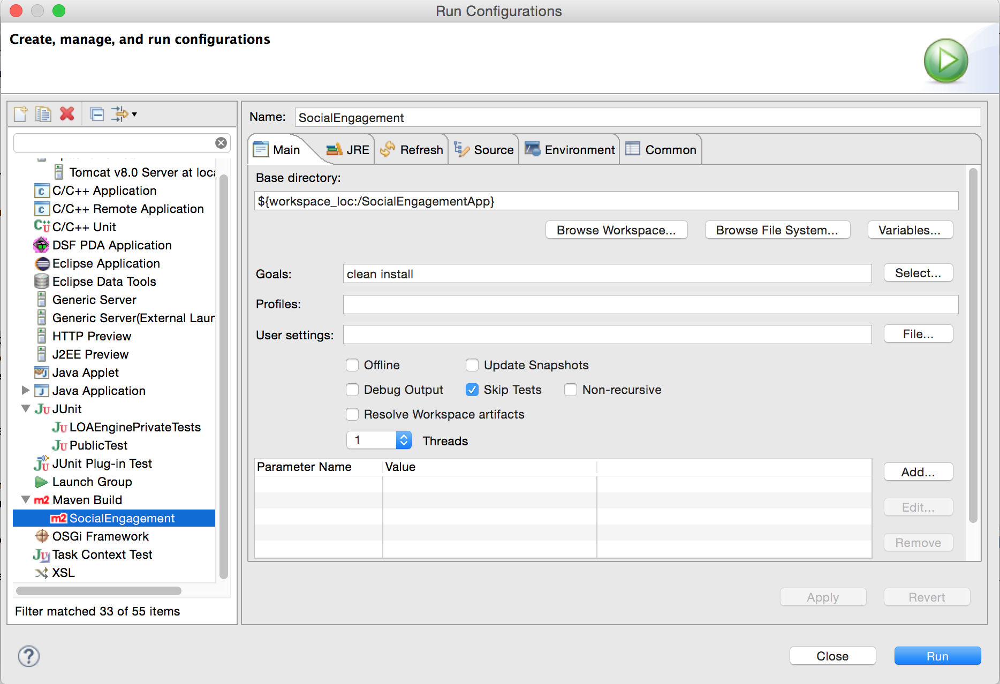 Run Configurations
Create, manage, and run configurations
Name: SocialEngagement
Main JRE Refresh Source Environment Common
Tomcat v8.0 Server at loca
C/C++ Application
C/C++ Remote Application
C/C++ Unit
DSF PDA Application
Eclipse Application
Eclipse Data Tools
Generic Server
Generic Server(External Laun
HTTP Preview
J2EE Preview
Java Applet
Java Application
JUnit
LOAEnginePrivateTests
PublicTest
JUnit Plug-in Test
Launch Group
m2 Maven Build
m2 SocialEngagement
OSGi Framework
Task Context Test
XSL
Filter matched 33 of 55 items
Base directory:
${workspace_loc:/SocialEngagementApp}
Browse Workspace... Browse File System... Variables...
Goals: clean install Select...
Profiles:
User settings: File...
Offline Update Snapshots
Debug Output Skip Tests Non-recursive
Resolve Workspace artifacts
1 Threads
Parameter Name Value
Add...
Edit...
Remove
Apply Revert
? Close Run